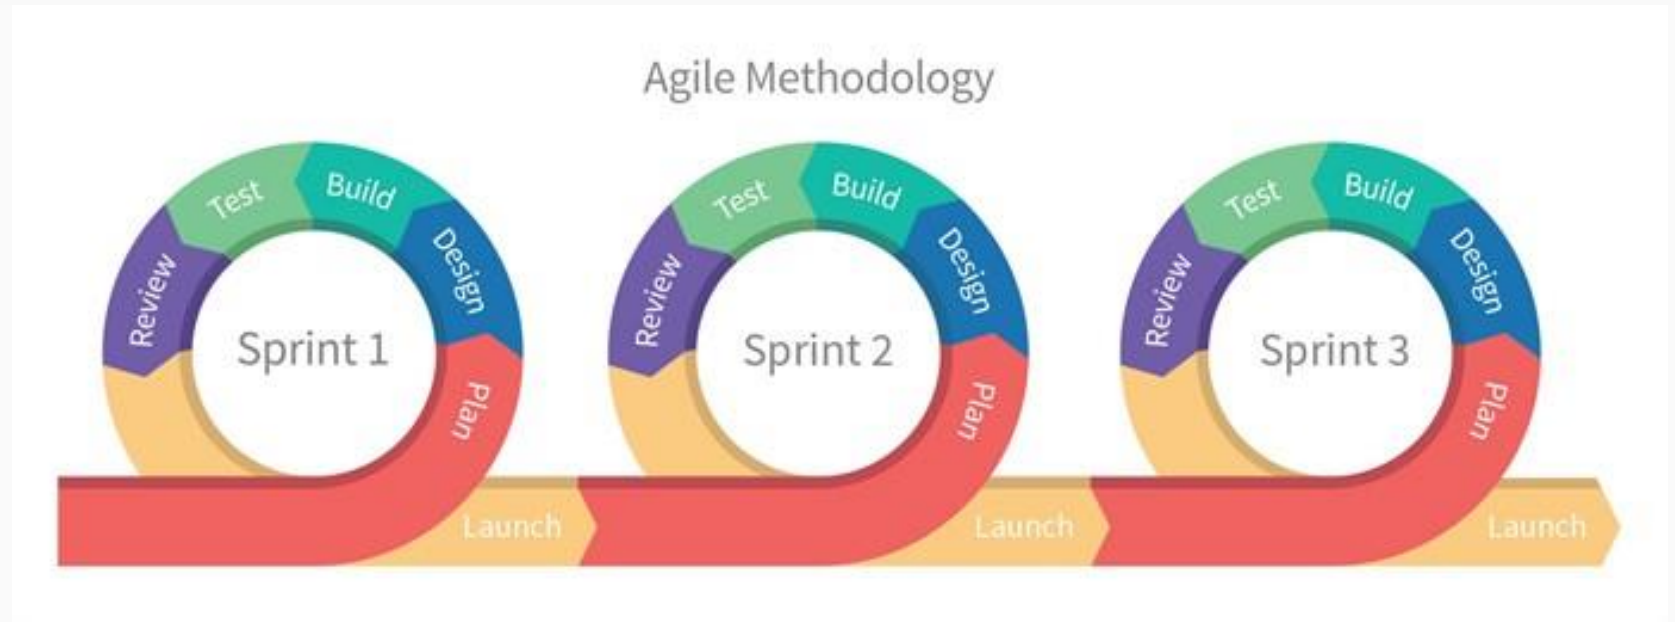 Agile Methodology
Sprint 1
Plan
Design
Build
Test
Review
Launch
Sprint 2
Plan
Design
Build
Test
Review
Launch
Sprint 3
Plan
Design
Build
Test
Review
Launch